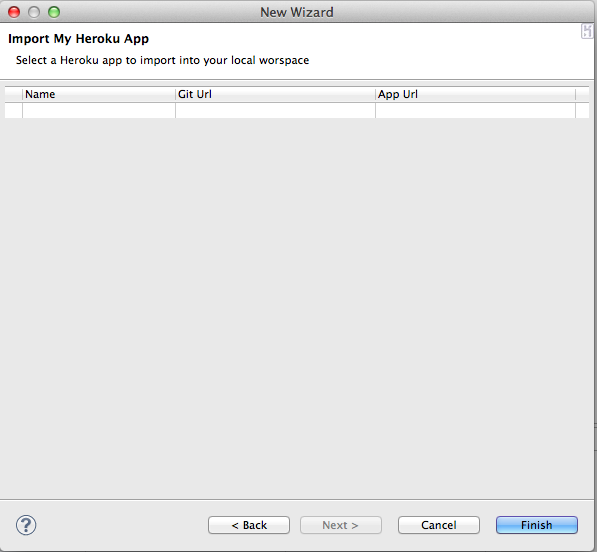 New Wizard
Import My Heroku App
Select a Heroku app to import into your local worspace
Name Git Url App Url
? < Back Next > Cancel Finish